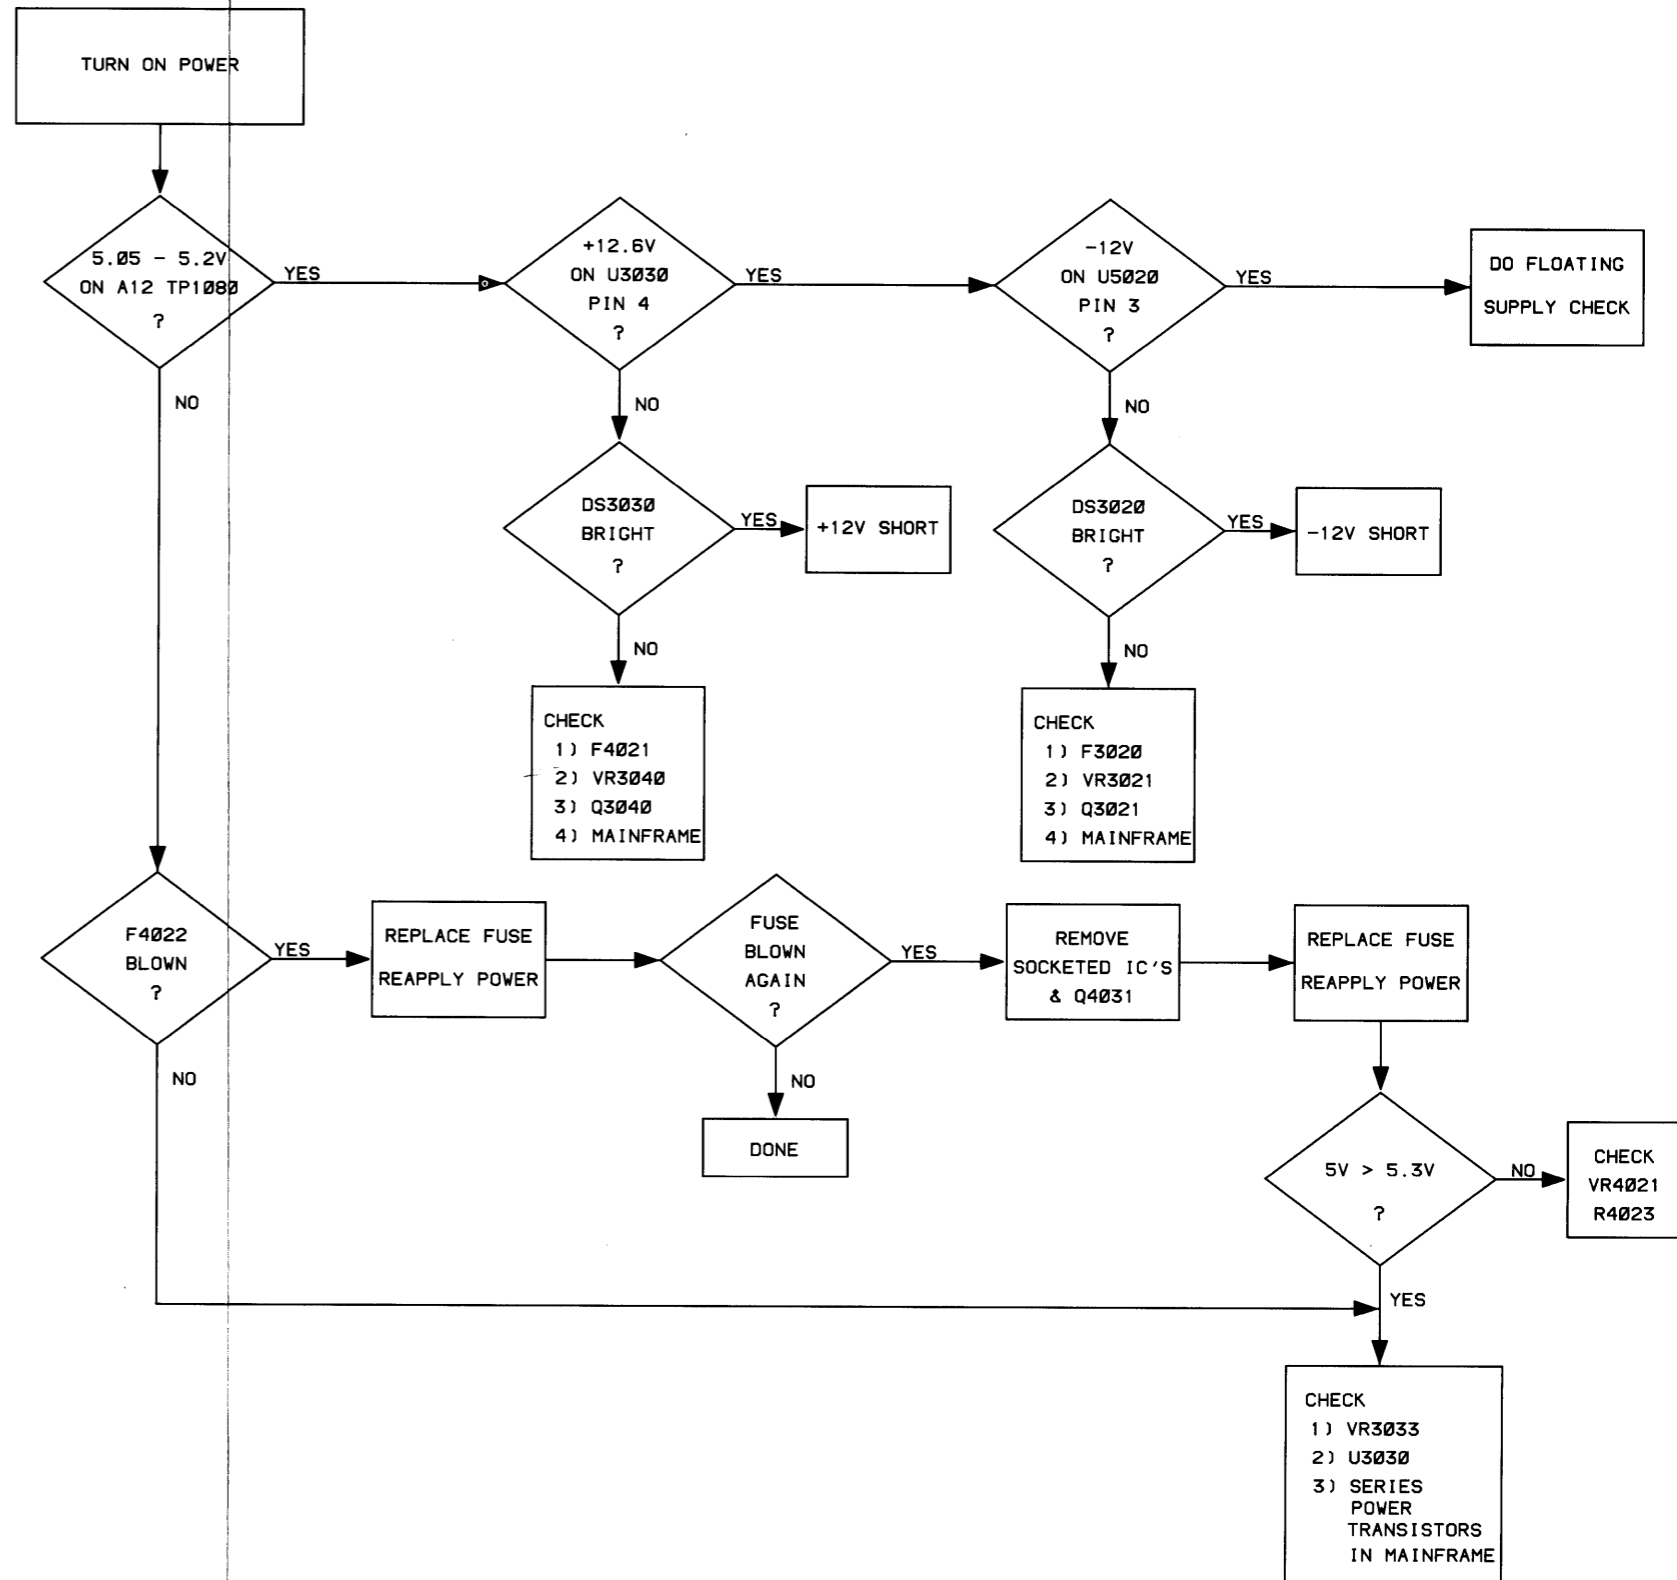 TURN ON POWER
5.05 - 5.2V
ON A12 TP1080
?
YES
+12.6V
ON U3030
PIN 4
?
YES
-12V
ON U5020
PIN 3
?
YES
DO FLOATING
SUPPLY CHECK
NO
NO
NO
DS3030
BRIGHT
?
YES
+12V SHORT
DS3020
BRIGHT
?
YES
-12V SHORT
NO
NO
CHECK
1) F4021
2) VR3040
3) Q3040
4) MAINFRAME
CHECK
1) F3020
2) VR3021
3) Q3021
4) MAINFRAME
F4022
BLOWN
?
YES
REPLACE FUSE
REAPPLY POWER
FUSE
BLOWN
AGAIN
?
YES
REMOVE
SOCKETED IC'S
& Q4031
REPLACE FUSE
REAPPLY POWER
NO
NO
DONE
5V > 5.3V
?
NO
CHECK
VR4021
R4023
YES
CHECK
1) VR3033
2) U3030
3) SERIES
POWER
TRANSISTORS
IN MAINFRAME